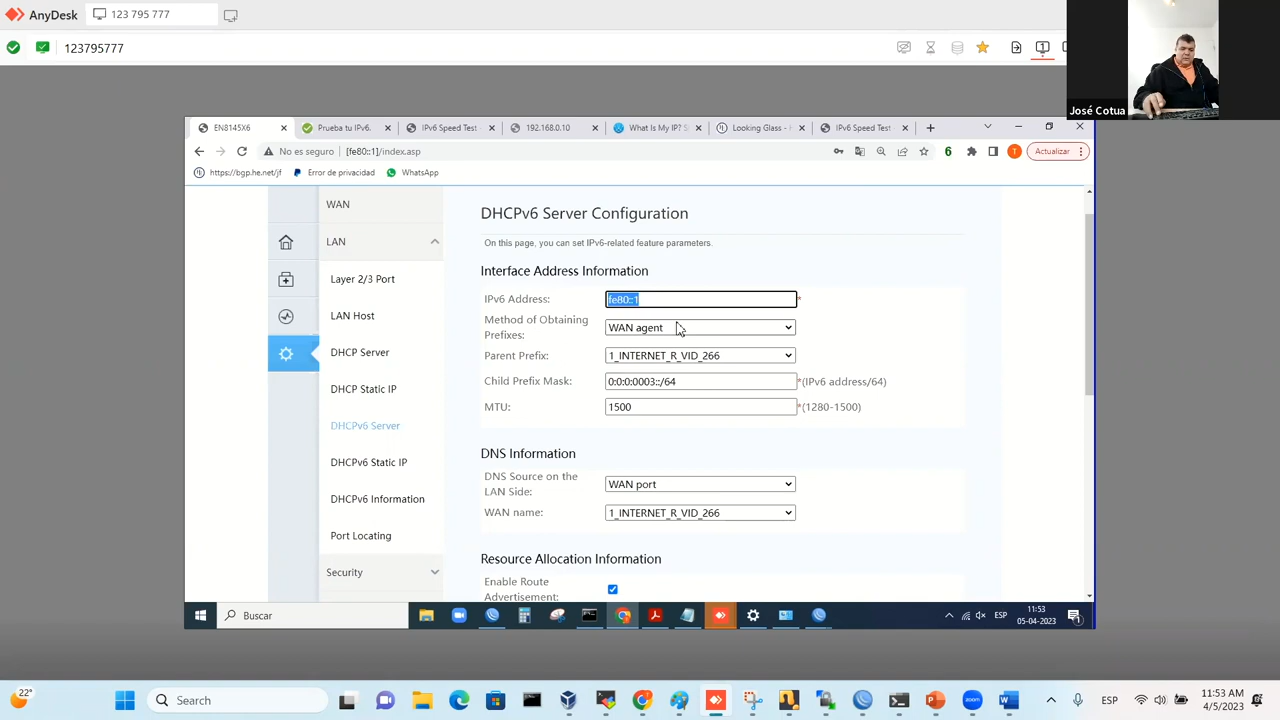 AnyDesk
123 795 777
123795777
José Cotua
EN8145X6
Prueba tu IPv6.
IPv6 Speed Test
192.168.0.10
What Is My IP? S
Looking Glass - H
IPv6 Speed Test
No es seguro
[fe80::1]/index.asp
6
T
Actualizar
https://bgp.he.net/jf
Error de privacidad
WhatsApp
WAN
LAN
Layer 2/3 Port
LAN Host
DHCP Server
DHCP Static IP
DHCPv6 Server
DHCPv6 Static IP
DHCPv6 Information
Port Locating
Security
DHCPv6 Server Configuration
On this page, you can set IPv6-related feature parameters.
Interface Address Information
IPv6 Address: fe80::1 *
Method of Obtaining
Prefixes: WAN agent
Parent Prefix: 1_INTERNET_R_VID_266
Child Prefix Mask: 0:0:0:0003::/64 *(IPv6 address/64)
MTU: 1500 *(1280-1500)
DNS Information
DNS Source on the
LAN Side: WAN port
WAN name: 1_INTERNET_R_VID_266
Resource Allocation Information
Enable Route
Advertisement:
Buscar
ESP
11:53
05-04-2023
1
22°
Search
ESP
11:53 AM
4/5/2023